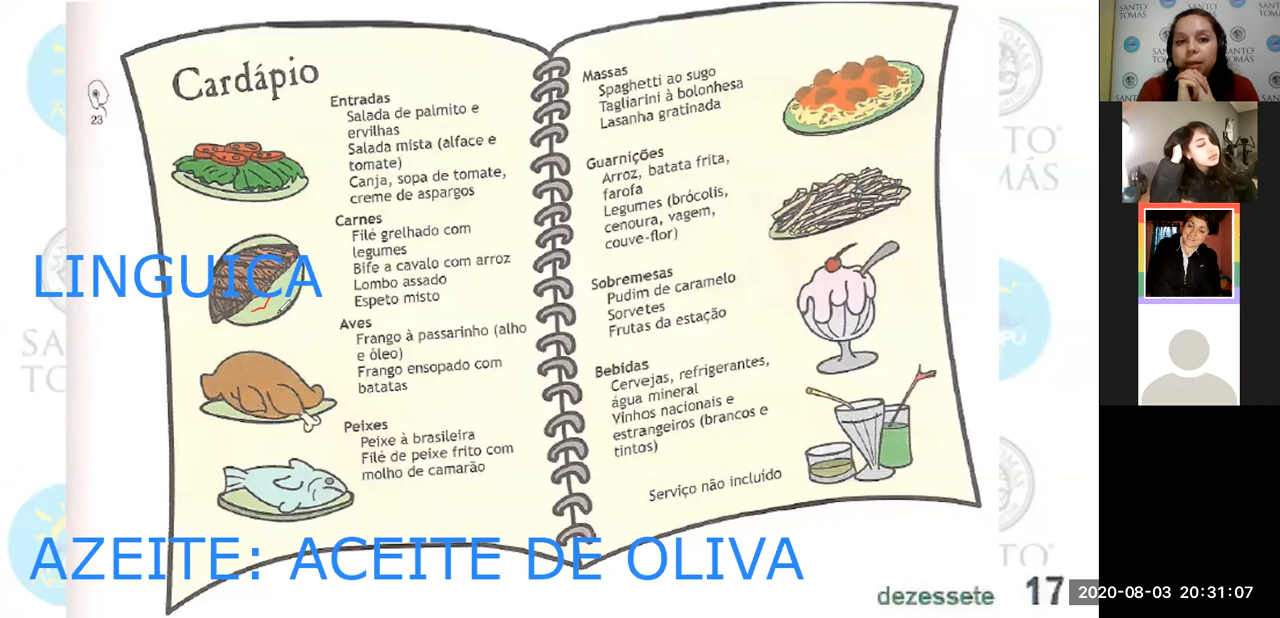 Cardápio
23
Entradas
Salada de palmito e
ervilhas
Salada mista (alface e
tomate)
Canja, sopa de tomate,
creme de aspargos
Carnes
Filé grelhado com
legumes
Bife a cavalo com arroz
Lombo assado
Espeto misto
Aves
Frango à passarinho (alho
e óleo)
Frango ensopado com
batatas
Peixes
Peixe à brasileira
Filé de peixe frito com
molho de camarão
LINGUICA
AZEITE: ACEITE DE OLIVA
Massas
Spaghetti ao sugo
Tagliarini à bolonhesa
Lasanha gratinada
Guarnições
Arroz, batata frita,
farofa
Legumes (brócolis,
cenoura, vagem,
couve-flor)
Sobremesas
Pudim de caramelo
Sorvetes
Frutas da estação
Bebidas
Cervejas, refrigerantes,
água mineral
Vinhos nacionais e
estrangeiros (brancos e
tintos)
Serviço não incluído
dezessete 17
2020-08-03 20:31:07
SANTO
TOMÁS